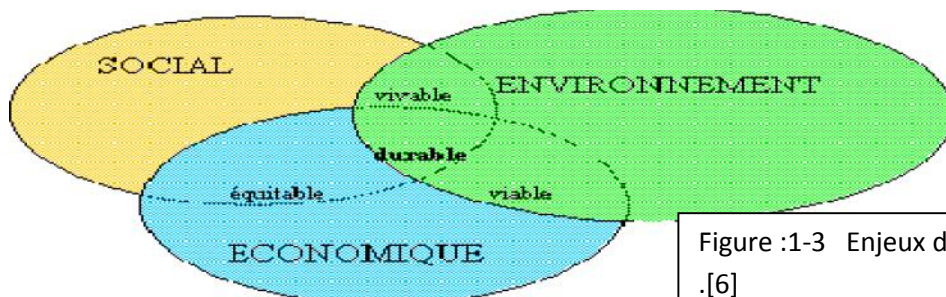 SOCIAL
ENVIRONNEMENT
vivable
durable
équitable
viable
ECONOMIQUE
Figure :1-3 Enjeux d
.[6]